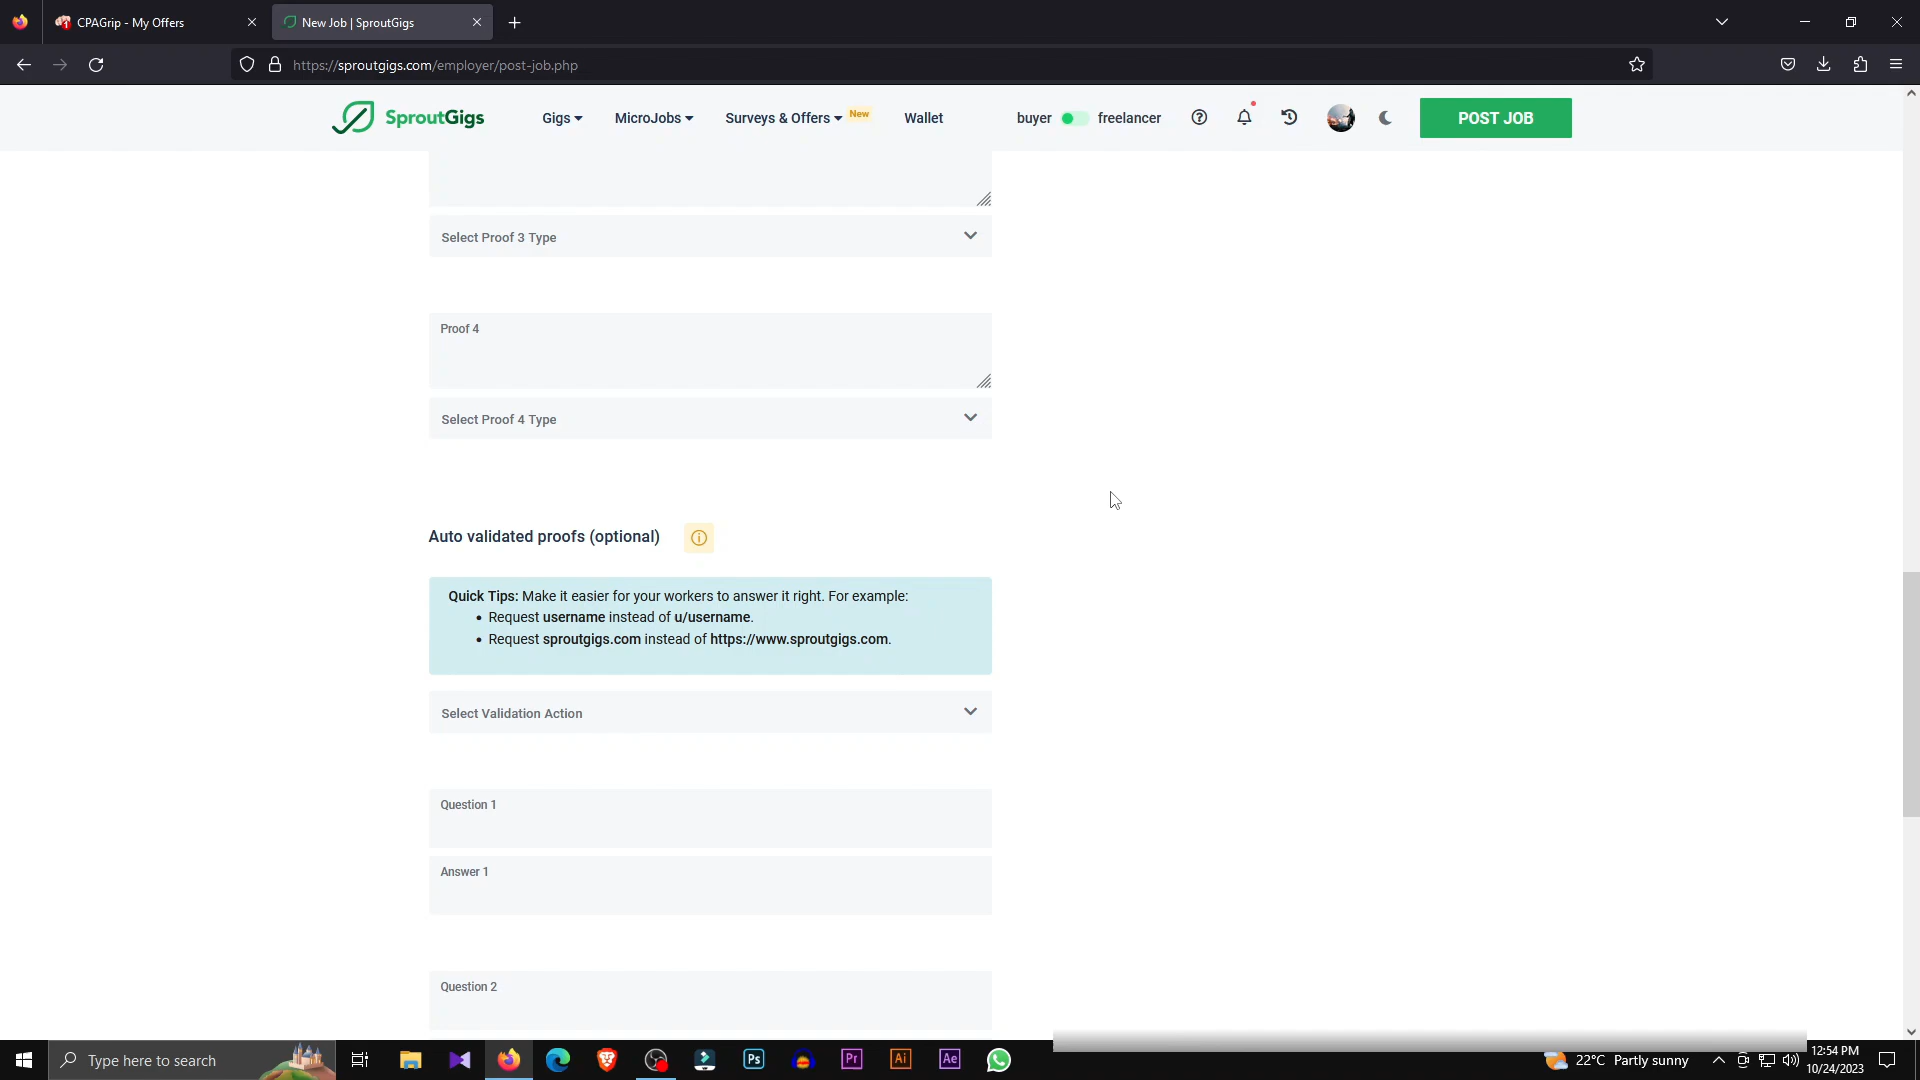 CPAGrip - My Offers
New Job | SproutGigs
https://sproutgigs.com/employer/post-job.php
SproutGigs
Gigs
MicroJobs
Surveys & Offers
New
Wallet
buyer
freelancer
POST JOB
Select Proof 3 Type
Proof 4
Select Proof 4 Type
Auto validated proofs (optional)
Quick Tips: Make it easier for your workers to answer it right. For example:
• Request username instead of u/username.
• Request sproutgigs.com instead of https://www.sproutgigs.com.
Select Validation Action
Question 1
Answer 1
Question 2
Type here to search
Ps
Pr
Ai
Ae
22°C Partly sunny
12:54 PM
10/24/2023